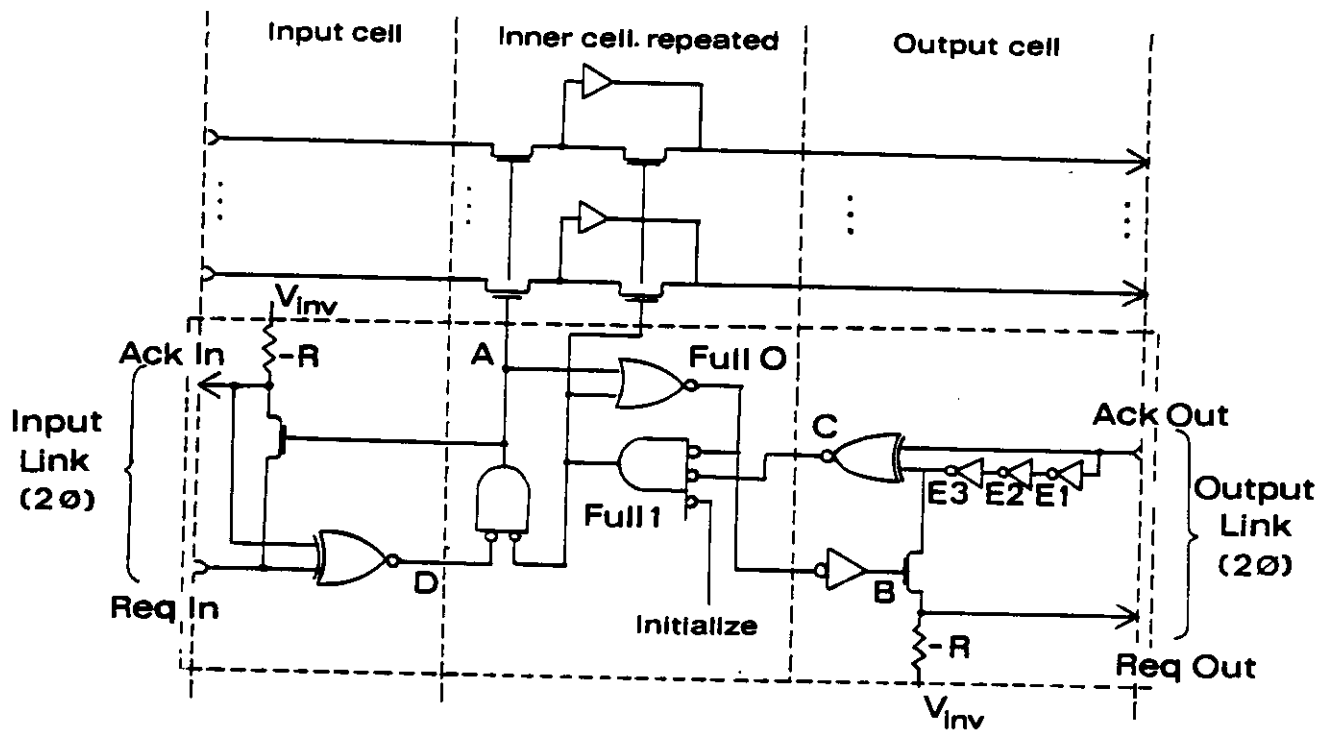 Input cell
Inner cell. repeated
Output cell
Vinv
-R
Ack In
A
Full 0
Ack Out
Input
Link
(2Ø)
C
E3
E2
E1
Output
Link
(2Ø)
Full 1
D
B
Req In
Initialize
-R
Req Out
Vinv